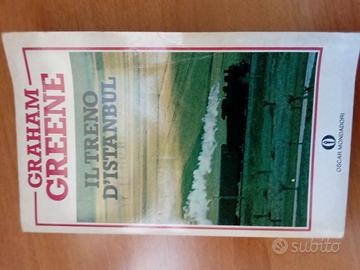 GRAHAM
GREENE
IL TRENO
D'ISTANBUL
OSCAR MONDADORI
subito